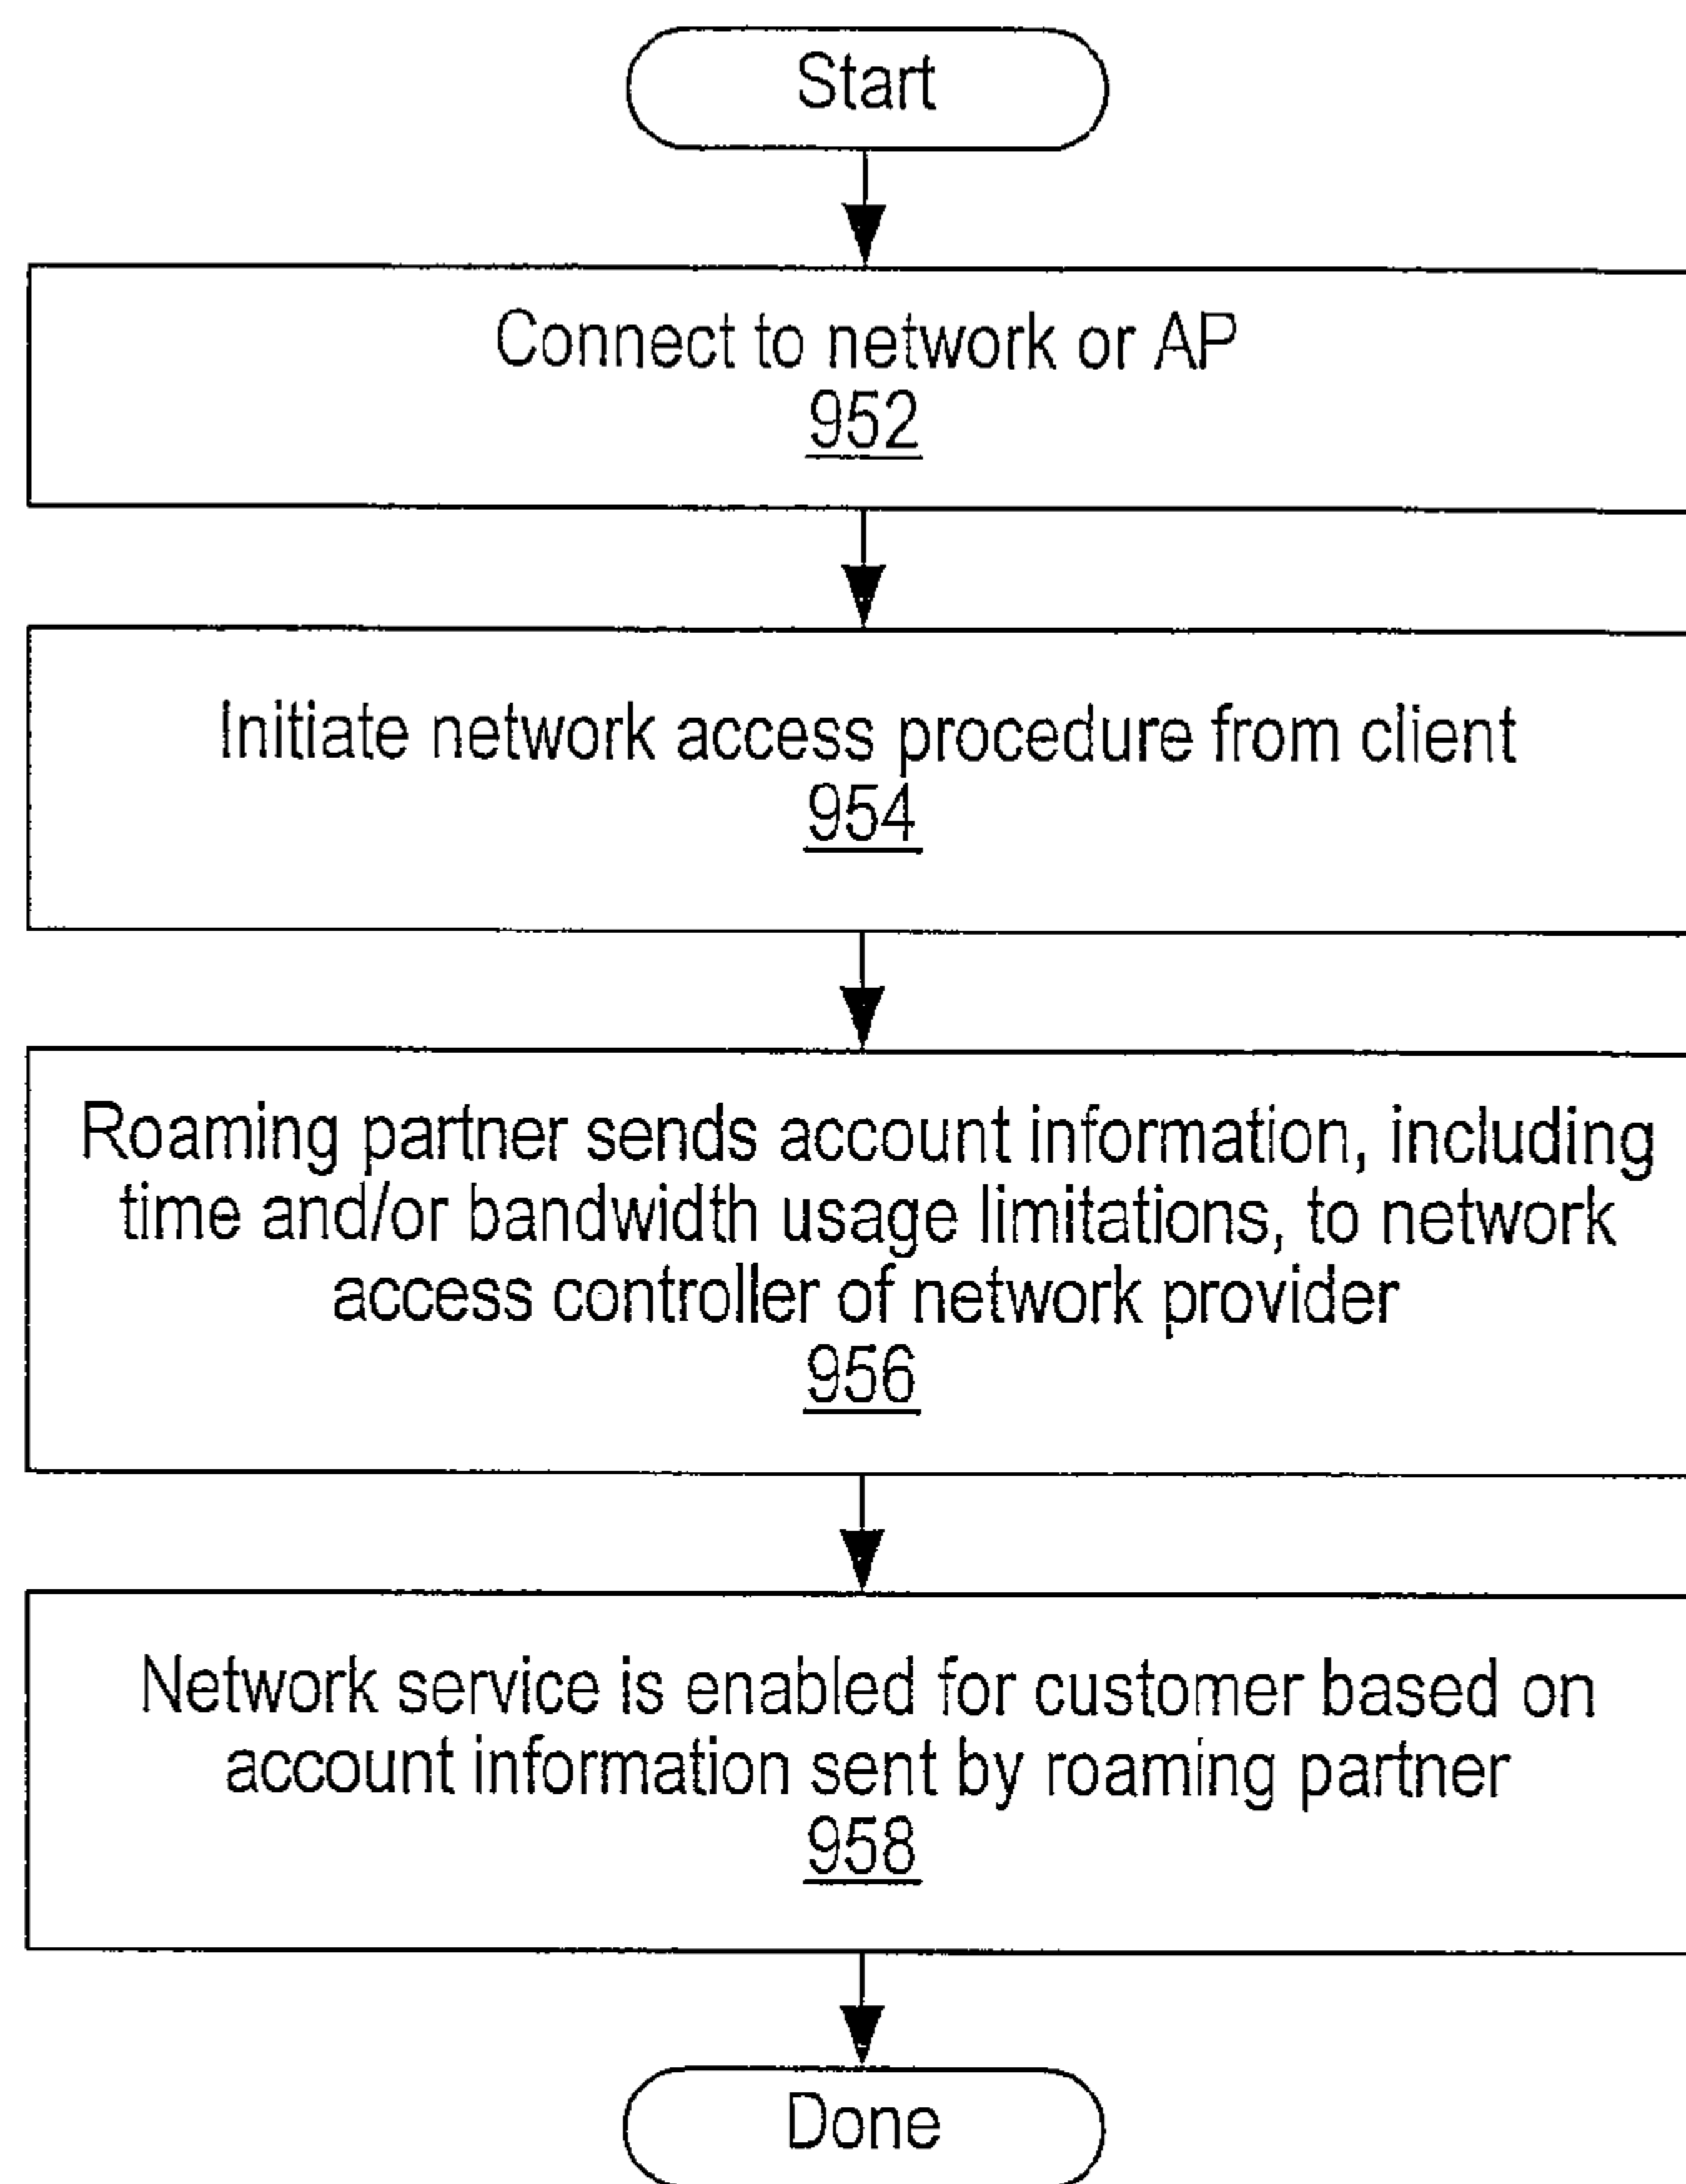 Start
Connect to network or AP
952
Initiate network access procedure from client
954
Roaming partner sends account information, including
time and/or bandwidth usage limitations, to network
access controller of network provider
956
Network service is enabled for customer based on
account information sent by roaming partner
958
Done